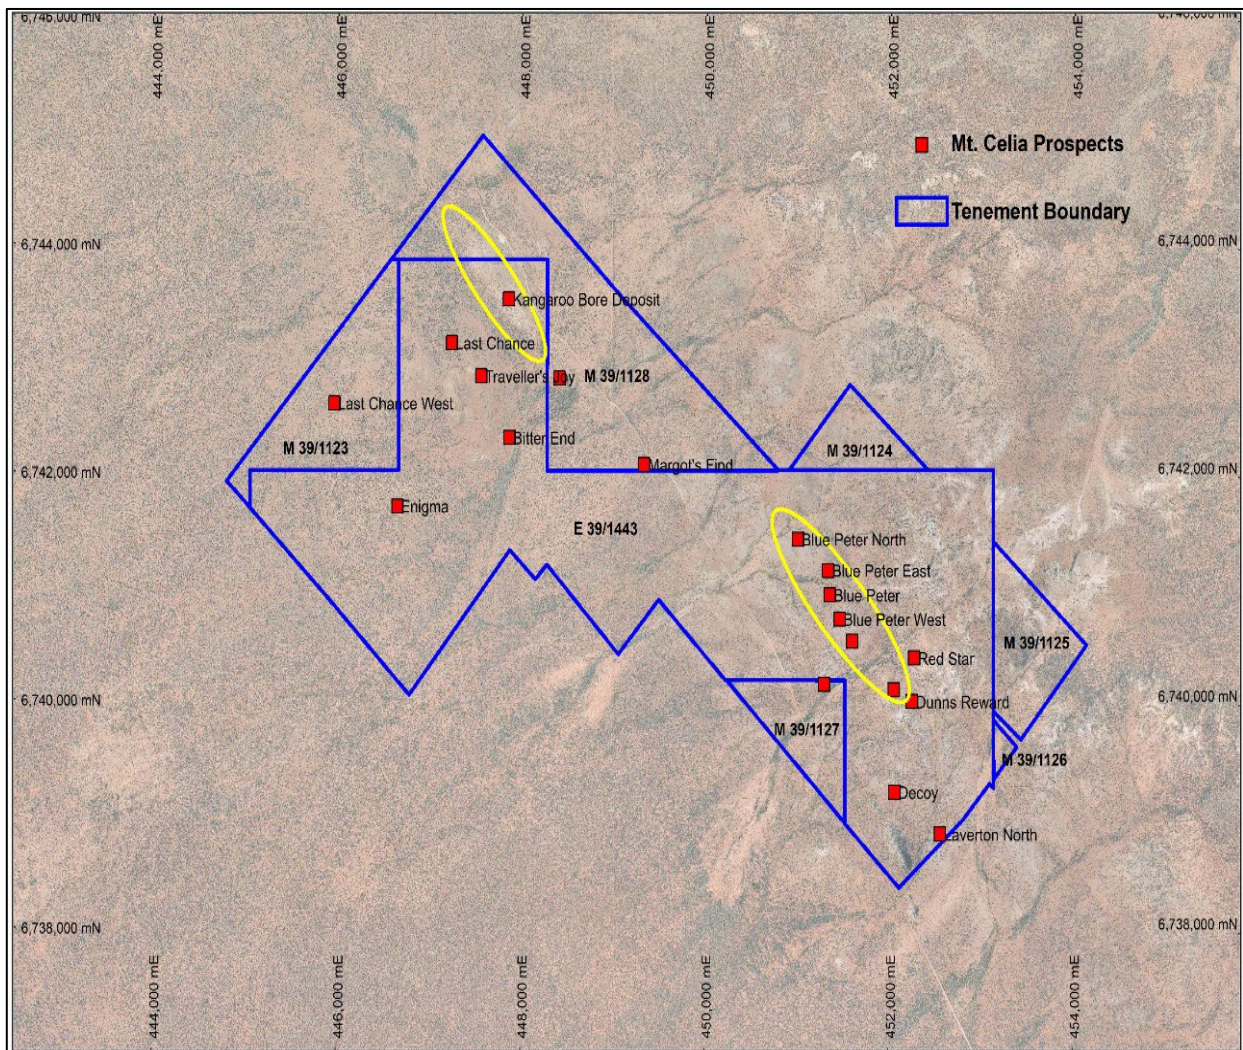 6,746,000 mN
444,000 mE
446,000 mE
448,000 mE
450,000 mE
452,000 mE
454,000 mE
Mt. Celia Prospects
Tenement Boundary
6,744,000 mN
6,744,000 mN
Kangaroo Bore Deposit
Last Chance
Traveller's Joy
M 39/1128
Last Chance West
Bitter End
M 39/1123
M 39/1124
6,742,000 mN
Margot's Find
6,742,000 mN
Enigma
E 39/1443
Blue Peter North
Blue Peter East
Blue Peter
Blue Peter West
M 39/1125
Red Star
6,740,000 mN
Dunns Reward
6,740,000 mN
M 39/1127
M 39/1126
Decoy
Laverton North
6,738,000 mN
6,738,000 mN
444,000 mE
446,000 mE
448,000 mE
450,000 mE
452,000 mE
454,000 mE